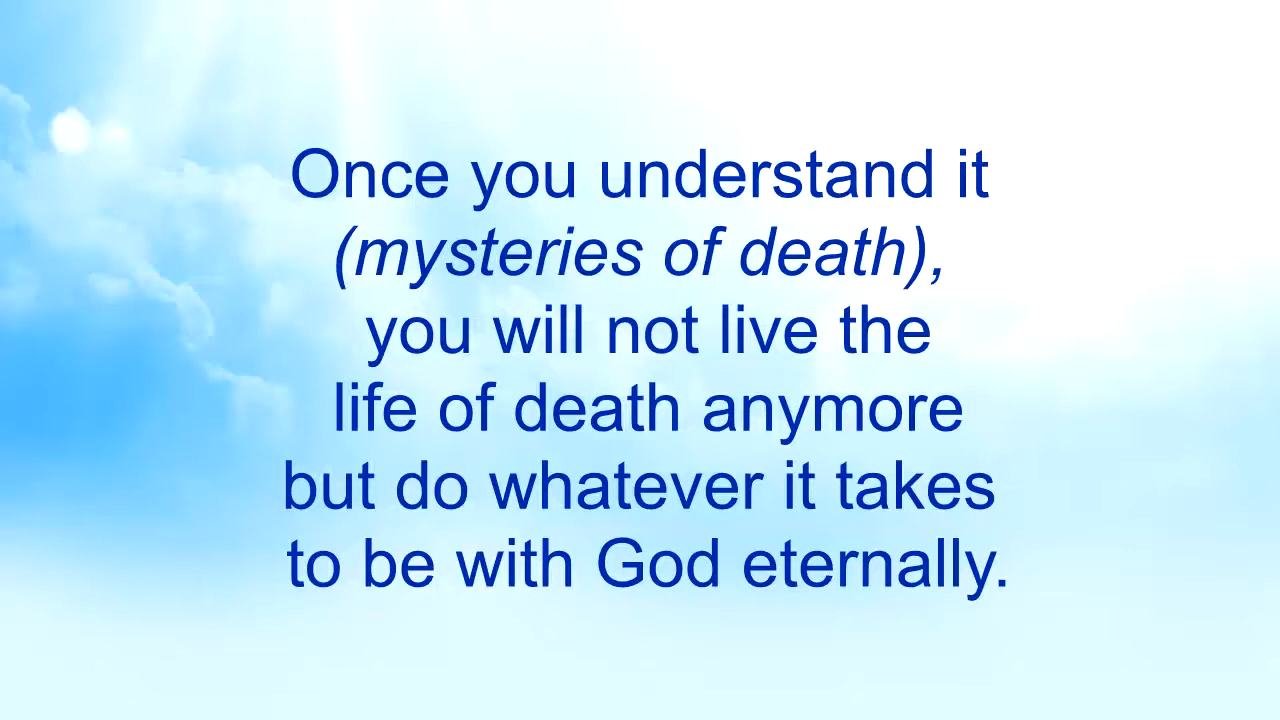 Once you understand it
(mysteries of death),
you will not live the
life of death anymore
but do whatever it takes
to be with God eternally.